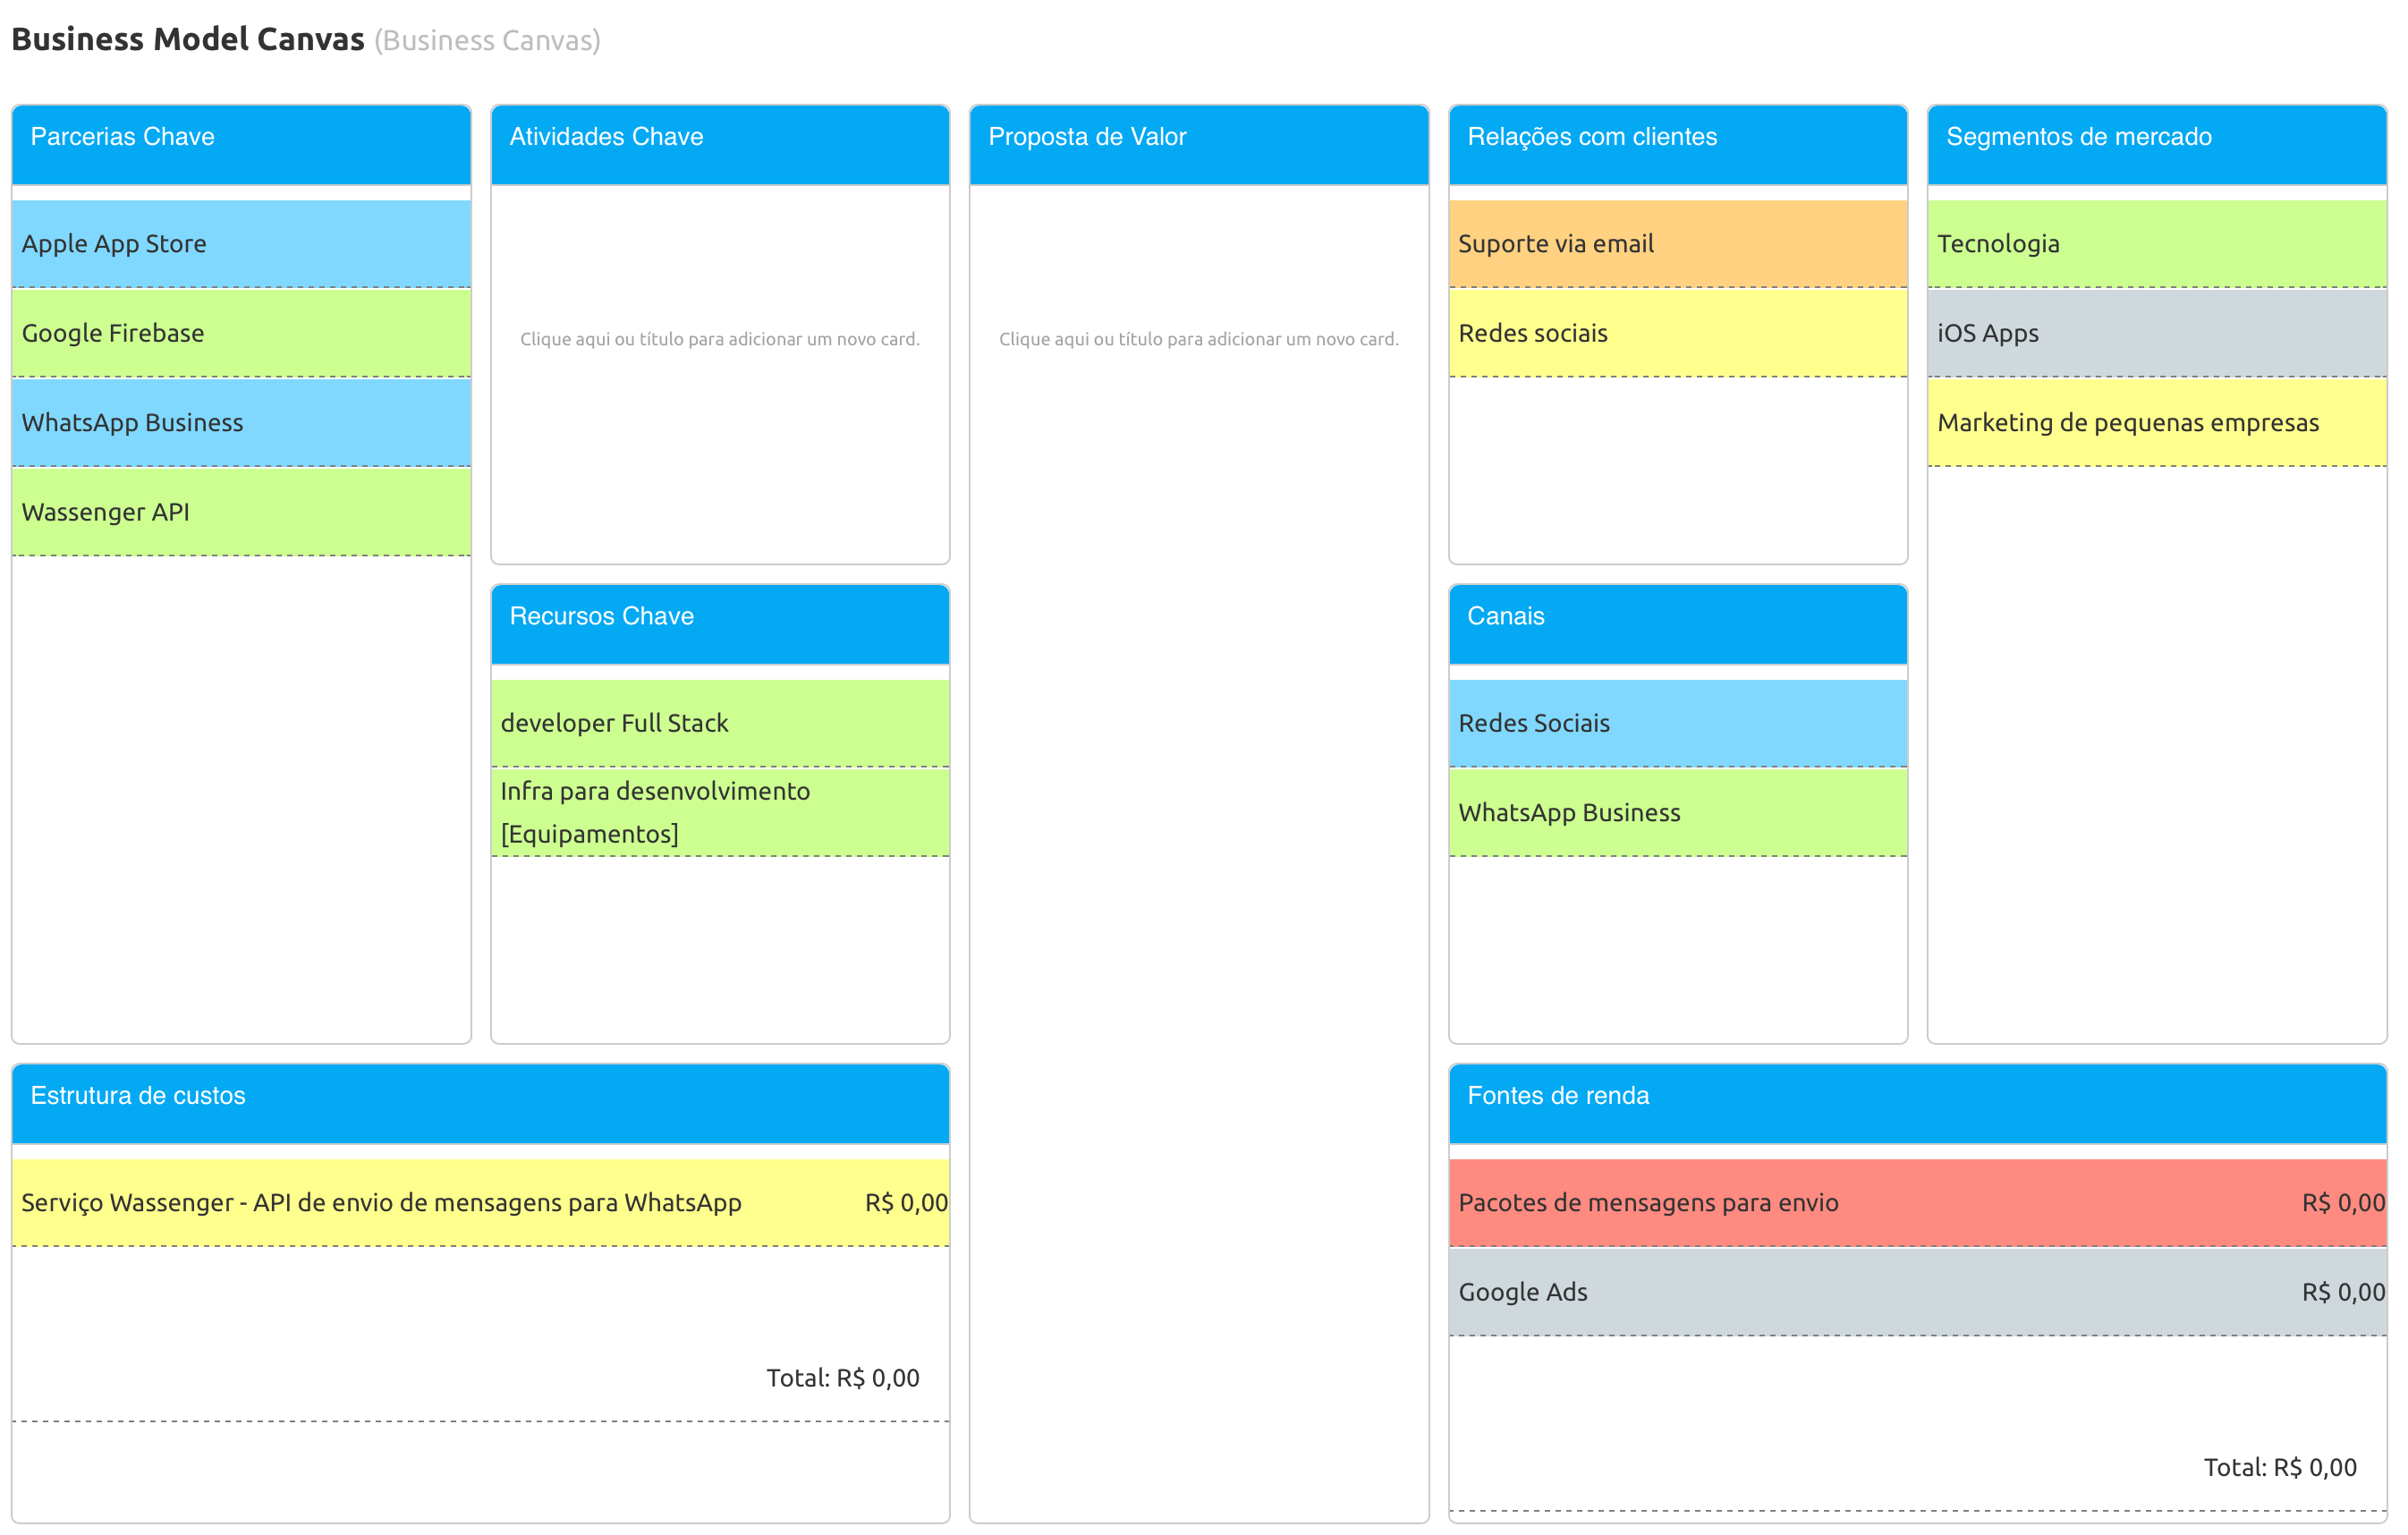 Business Model Canvas (Business Canvas)
Parcerias Chave
Apple App Store
Google Firebase
WhatsApp Business
Wassenger API
Atividades Chave
Clique aqui ou título para adicionar um novo card.
Recursos Chave
developer Full Stack
Infra para desenvolvimento
[Equipamentos]
Proposta de Valor
Clique aqui ou título para adicionar um novo card.
Relações com clientes
Suporte via email
Redes sociais
Canais
Redes Sociais
WhatsApp Business
Segmentos de mercado
Tecnologia
iOS Apps
Marketing de pequenas empresas
Estrutura de custos
Serviço Wassenger - API de envio de mensagens para WhatsApp R$ 0,00
Total: R$ 0,00
Fontes de renda
Pacotes de mensagens para envio R$ 0,00
Google Ads R$ 0,00
Total: R$ 0,00